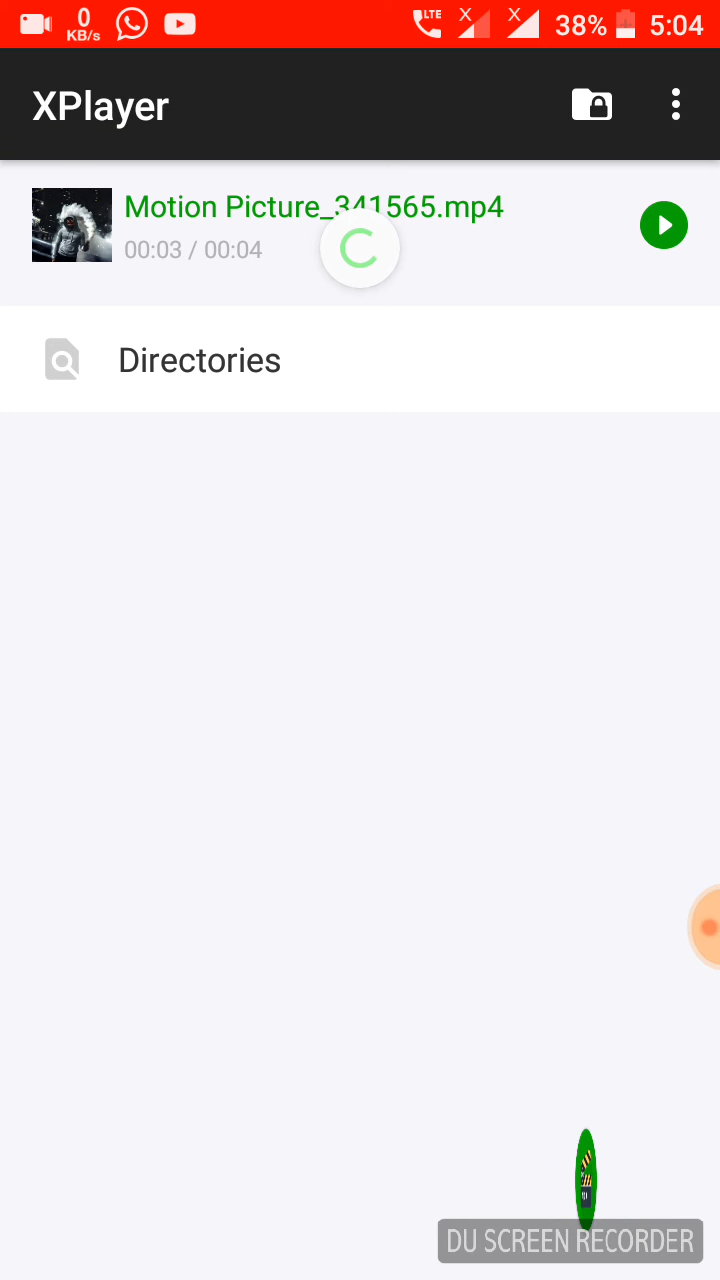 0
KB/s
LTE
X
X
38%
5:04
XPlayer
Motion Picture_341565.mp4
00:03 / 00:04
Directories
DU SCREEN RECORDER